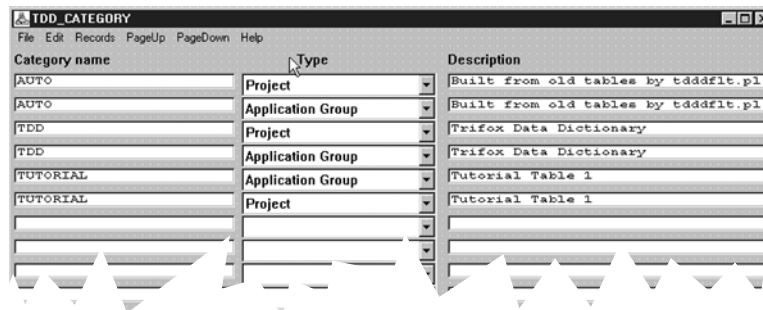 TDD_CATEGORY
File Edit Records PageUp PageDown Help
Category name Type Description
AUTO Project Built from old tables by tdddflt.pl
AUTO Application Group Built from old tables by tdddflt.pl
TDD Project Trifox Data Dictionary
TDD Application Group Trifox Data Dictionary
TUTORIAL Application Group Tutorial Table 1
TUTORIAL Project Tutorial Table 1